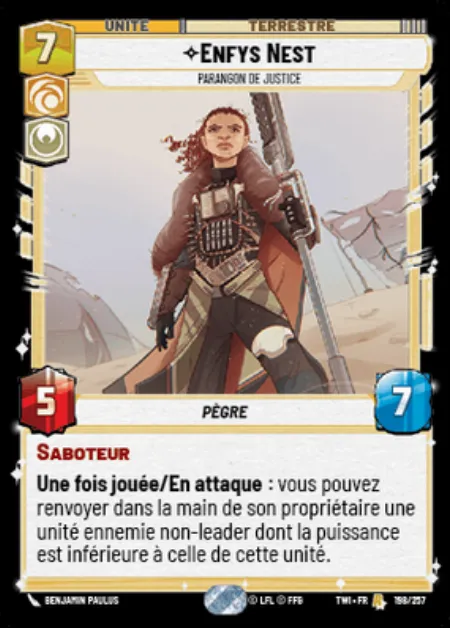 7
UNITÉ
TERRESTRE
ENFYS NEST
PARANGON DE JUSTICE
5
PÈGRE
7
SABOTEUR
Une fois jouée/En attaque : vous pouvez
renvoyer dans la main de son propriétaire une
unité ennemie non-leader dont la puissance
est inférieure à celle de cette unité.
BENJAMIN PAULUS
© LFL © FFG
TWI • FR
198/257